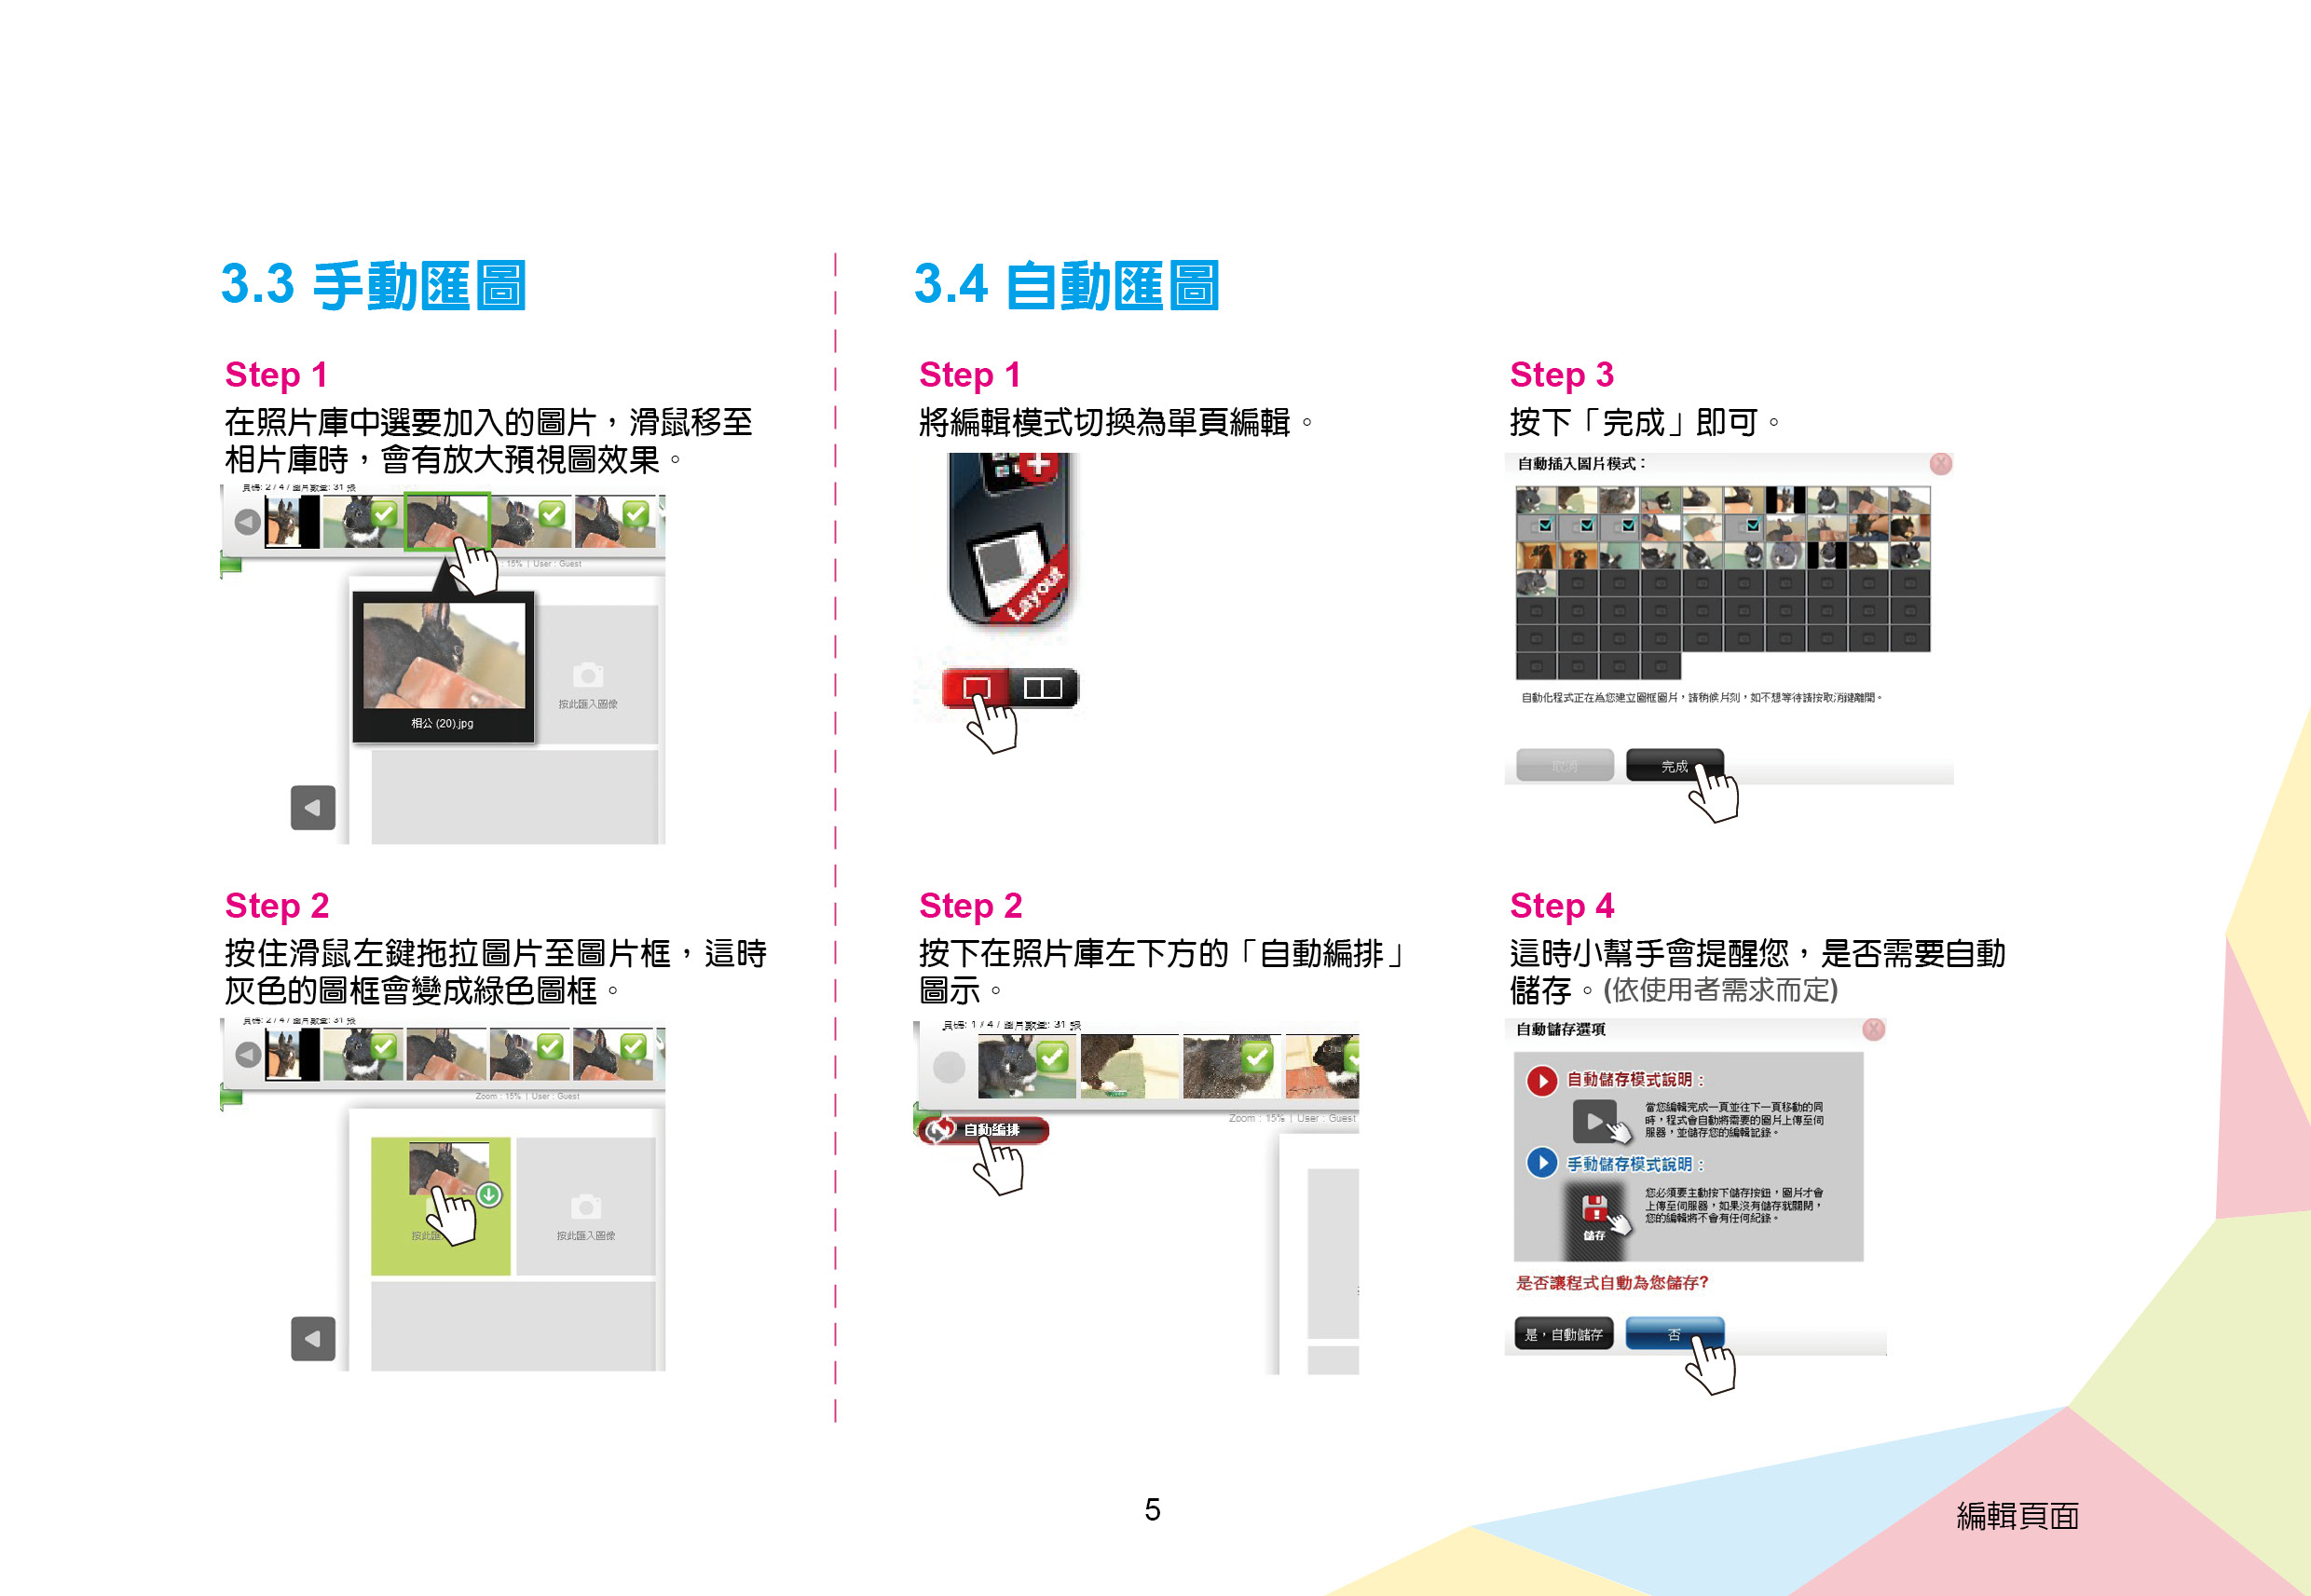 3.3 手動匯圖
Step 1
在照片庫中選要加入的圖片，滑鼠移至
相片庫時，會有放大預視圖效果。
頁碼: 2 / 4 / 圖片數量: 31 張
: 15% | User : Guest
按此匯入圖像
相公 (20).jpg
Step 2
按住滑鼠左鍵拖拉圖片至圖片框，這時
灰色的圖框會變成綠色圖框。
頁碼: 2 / 4 / 圖片數量: 31 張
Zoom : 15% | User : Guest
按此匯
按此匯入圖像
3.4 自動匯圖
Step 1
將編輯模式切換為單頁編輯。
Layout
Step 2
按下在照片庫左下方的「自動編排」
圖示。
頁碼: 1 / 4 / 圖片數量: 31 張
Zoom : 15% | User : Guest
自動編排
Step 3
按下「完成」即可。
自動插入圖片模式：
自動化程式正在為您建立圖框圖片，請稍候片刻，如不想等待請按取消鍵離開。
取消
完成
Step 4
這時小幫手會提醒您，是否需要自動
儲存。(依使用者需求而定)
自動儲存選項
自動儲存模式說明：
當您編輯完成一頁並往下一頁移動的同
時，程式會自動將需要的圖片上傳至伺
服器，並儲存您的編輯記錄。
手動儲存模式說明：
您必須要主動按下儲存按鈕，圖片才會
上傳至伺服器，如果沒有儲存就關閉，
您的編輯將不會有任何紀錄。
儲存
是否讓程式自動為您儲存?
是，自動儲存
否
5
編輯頁面